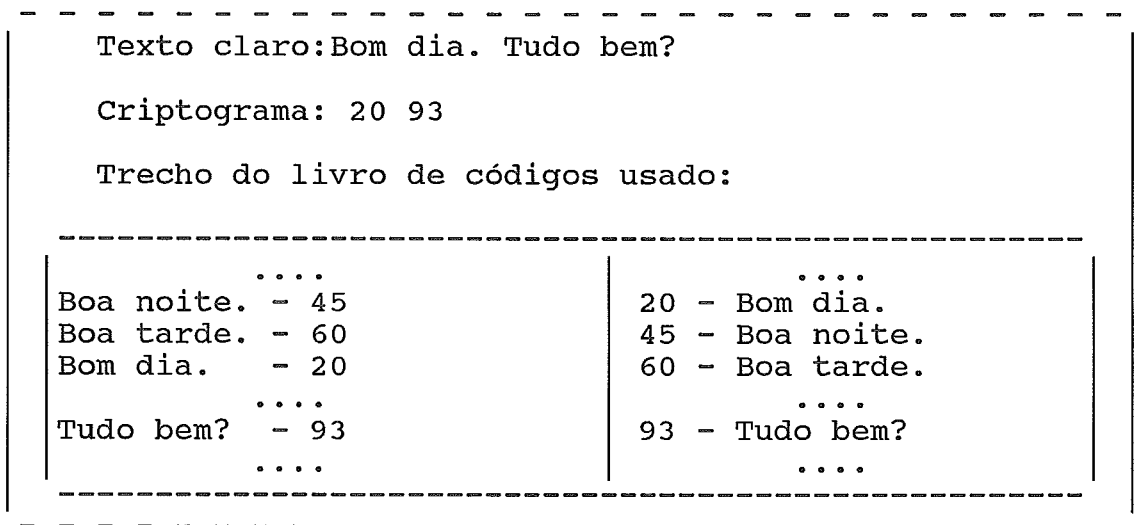 Texto claro:Bom dia. Tudo bem?
Criptograma: 20 93
Trecho do livro de códigos usado:
....
Boa noite. - 45
Boa tarde. - 60
Bom dia. - 20
....
Tudo bem? - 93
....
....
20 - Bom dia.
45 - Boa noite.
60 - Boa tarde.
....
93 - Tudo bem?
....